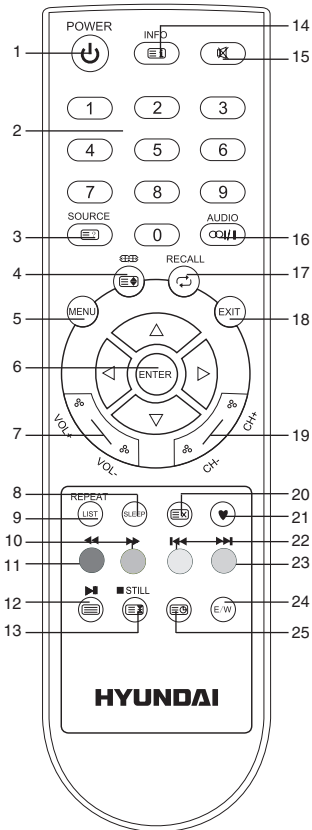 POWER
INFO
14
1
15
1 2 3
2
4 5 6
7 8 9
SOURCE
AUDIO
3
0
16
RECALL
4
17
5
MENU
EXIT
18
6
ENTER
7
VOL+
VOL-
CH+
CH-
19
8
20
REPEAT
9
LIST
SLEEP
21
10
22
11
23
STILL
12
24
13
E/W
25
HYUNDAI